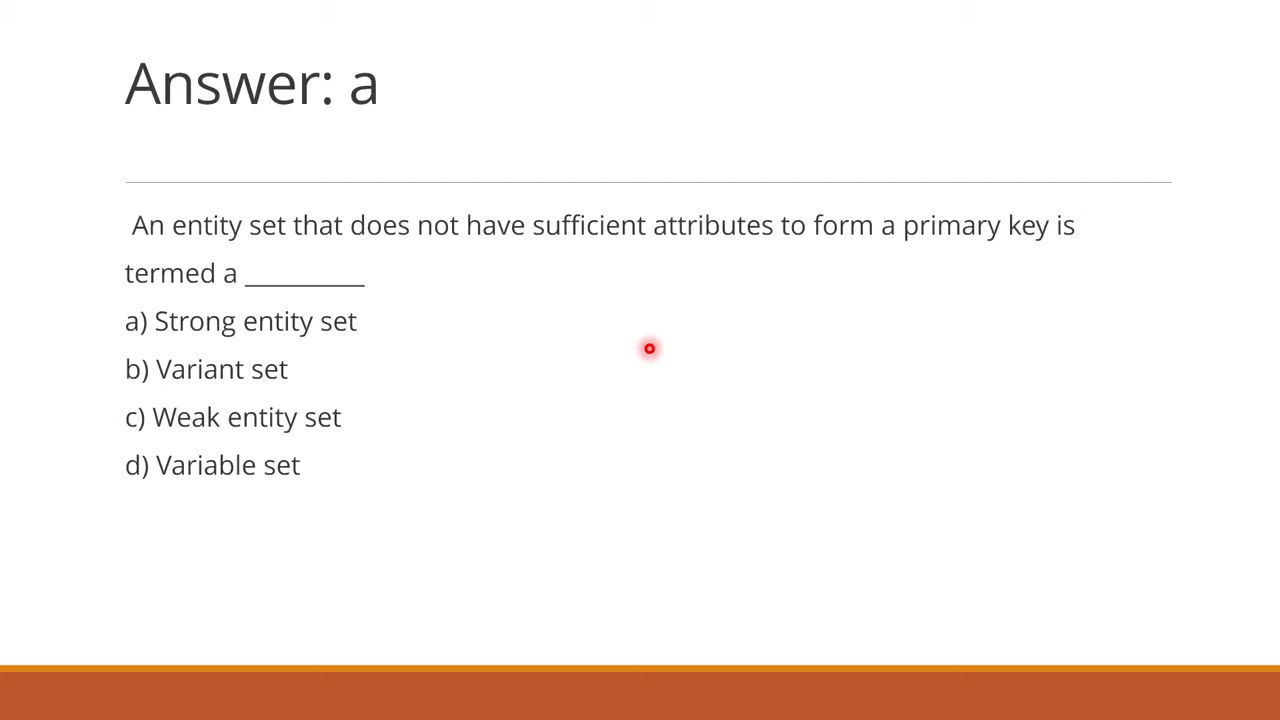 Answer: a
An entity set that does not have sufficient attributes to form a primary key is
termed a __________
a) Strong entity set
b) Variant set
c) Weak entity set
d) Variable set